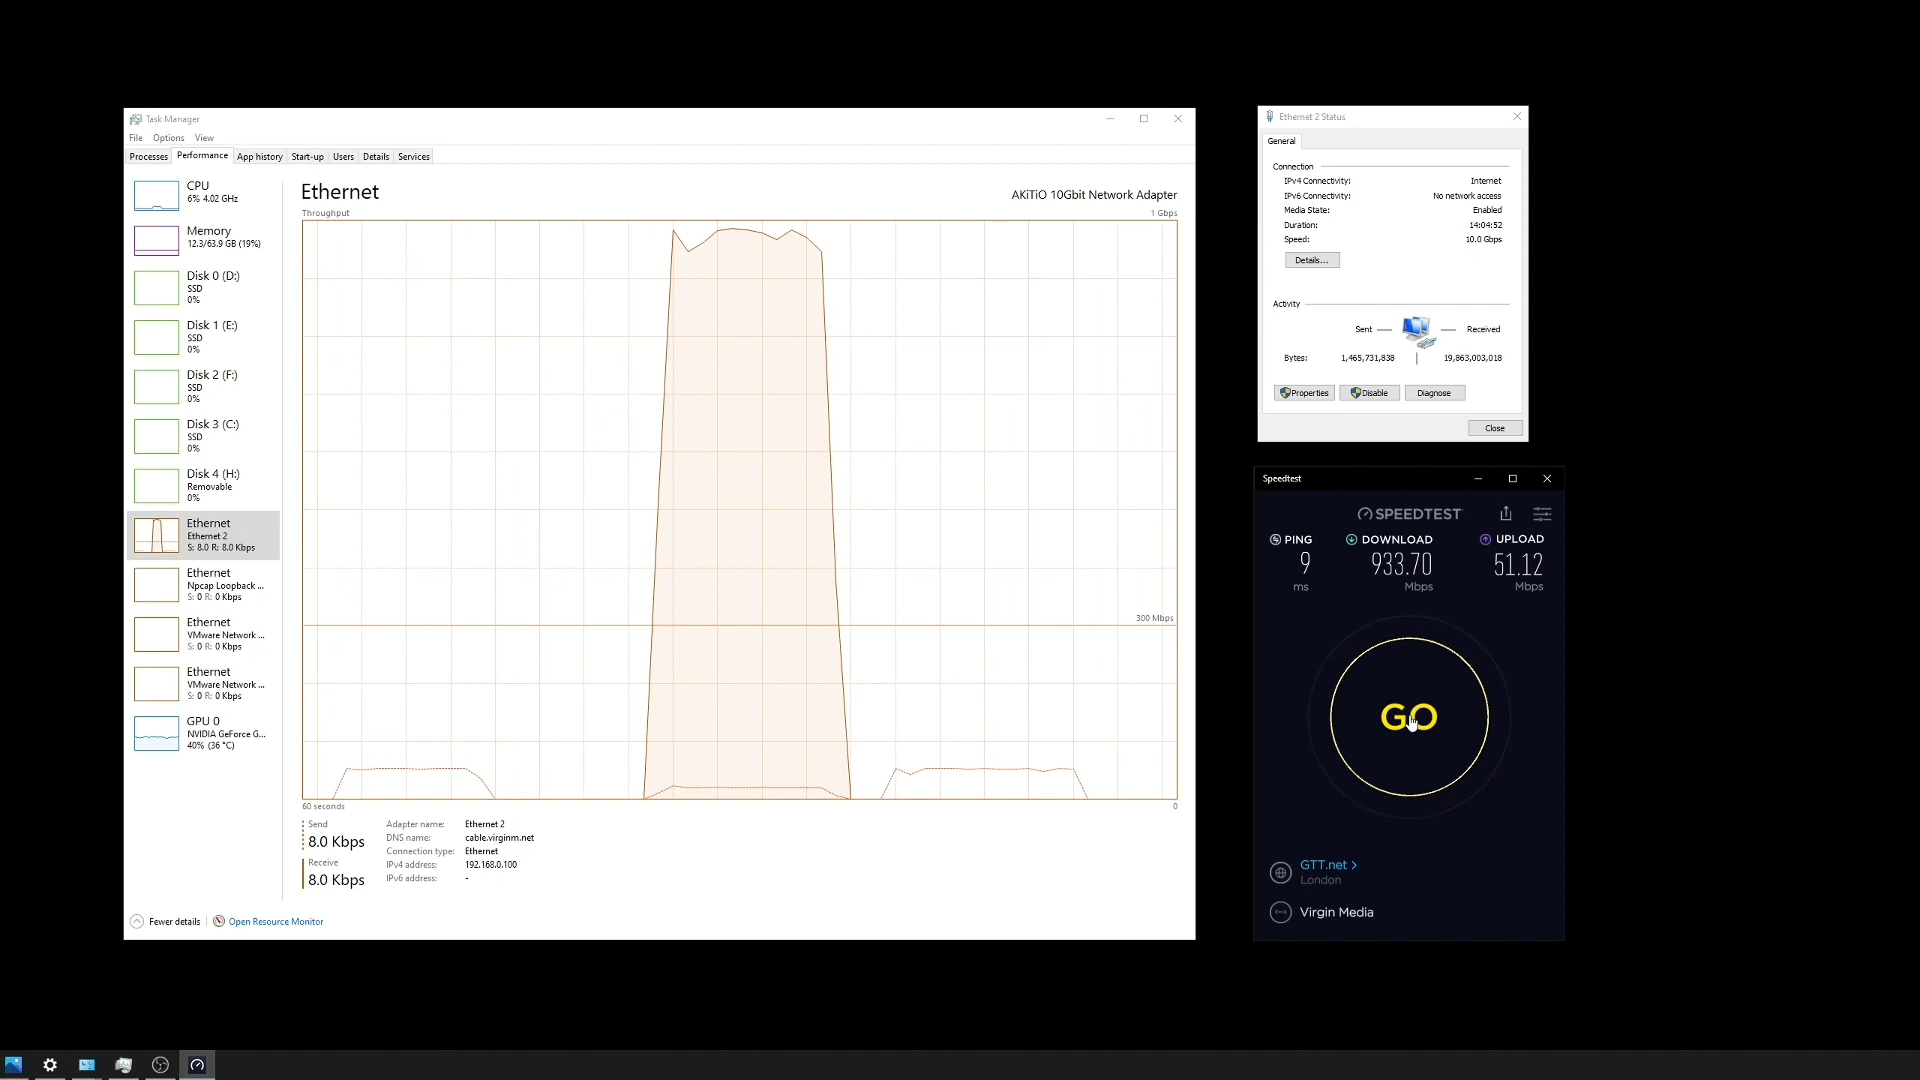 Task Manager
File Options View
Processes Performance App history Start-up Users Details Services
CPU
6% 4.02 GHz
Memory
12.3/63.9 GB (19%)
Disk 0 (D:)
SSD
0%
Disk 1 (E:)
SSD
0%
Disk 2 (F:)
SSD
0%
Disk 3 (C:)
SSD
0%
Disk 4 (H:)
Removable
0%
Ethernet
Ethernet 2
S: 8.0 R: 8.0 Kbps
Ethernet
Npcap Loopback ...
S: 0 R: 0 Kbps
Ethernet
VMware Network ...
S: 0 R: 0 Kbps
Ethernet
VMware Network ...
S: 0 R: 0 Kbps
GPU 0
NVIDIA GeForce G...
40% (36 °C)
Ethernet
AKiTiO 10Gbit Network Adapter
Throughput
1 Gbps
300 Mbps
60 seconds
0
Send
8.0 Kbps
Receive
8.0 Kbps
Adapter name: Ethernet 2
DNS name: cable.virginm.net
Connection type: Ethernet
IPv4 address: 192.168.0.100
IPv6 address: -
Fewer details
Open Resource Monitor
Ethernet 2 Status
General
Connection
IPv4 Connectivity: Internet
IPv6 Connectivity: No network access
Media State: Enabled
Duration: 14:04:52
Speed: 10.0 Gbps
Details...
Activity
Sent — — Received
Bytes: 1,465,731,838 | 19,863,003,018
Properties Disable Diagnose
Close
Speedtest
SPEEDTEST
PING DOWNLOAD UPLOAD
9 933.70 51.12
ms Mbps Mbps
GO
GTT.net >
London
Virgin Media